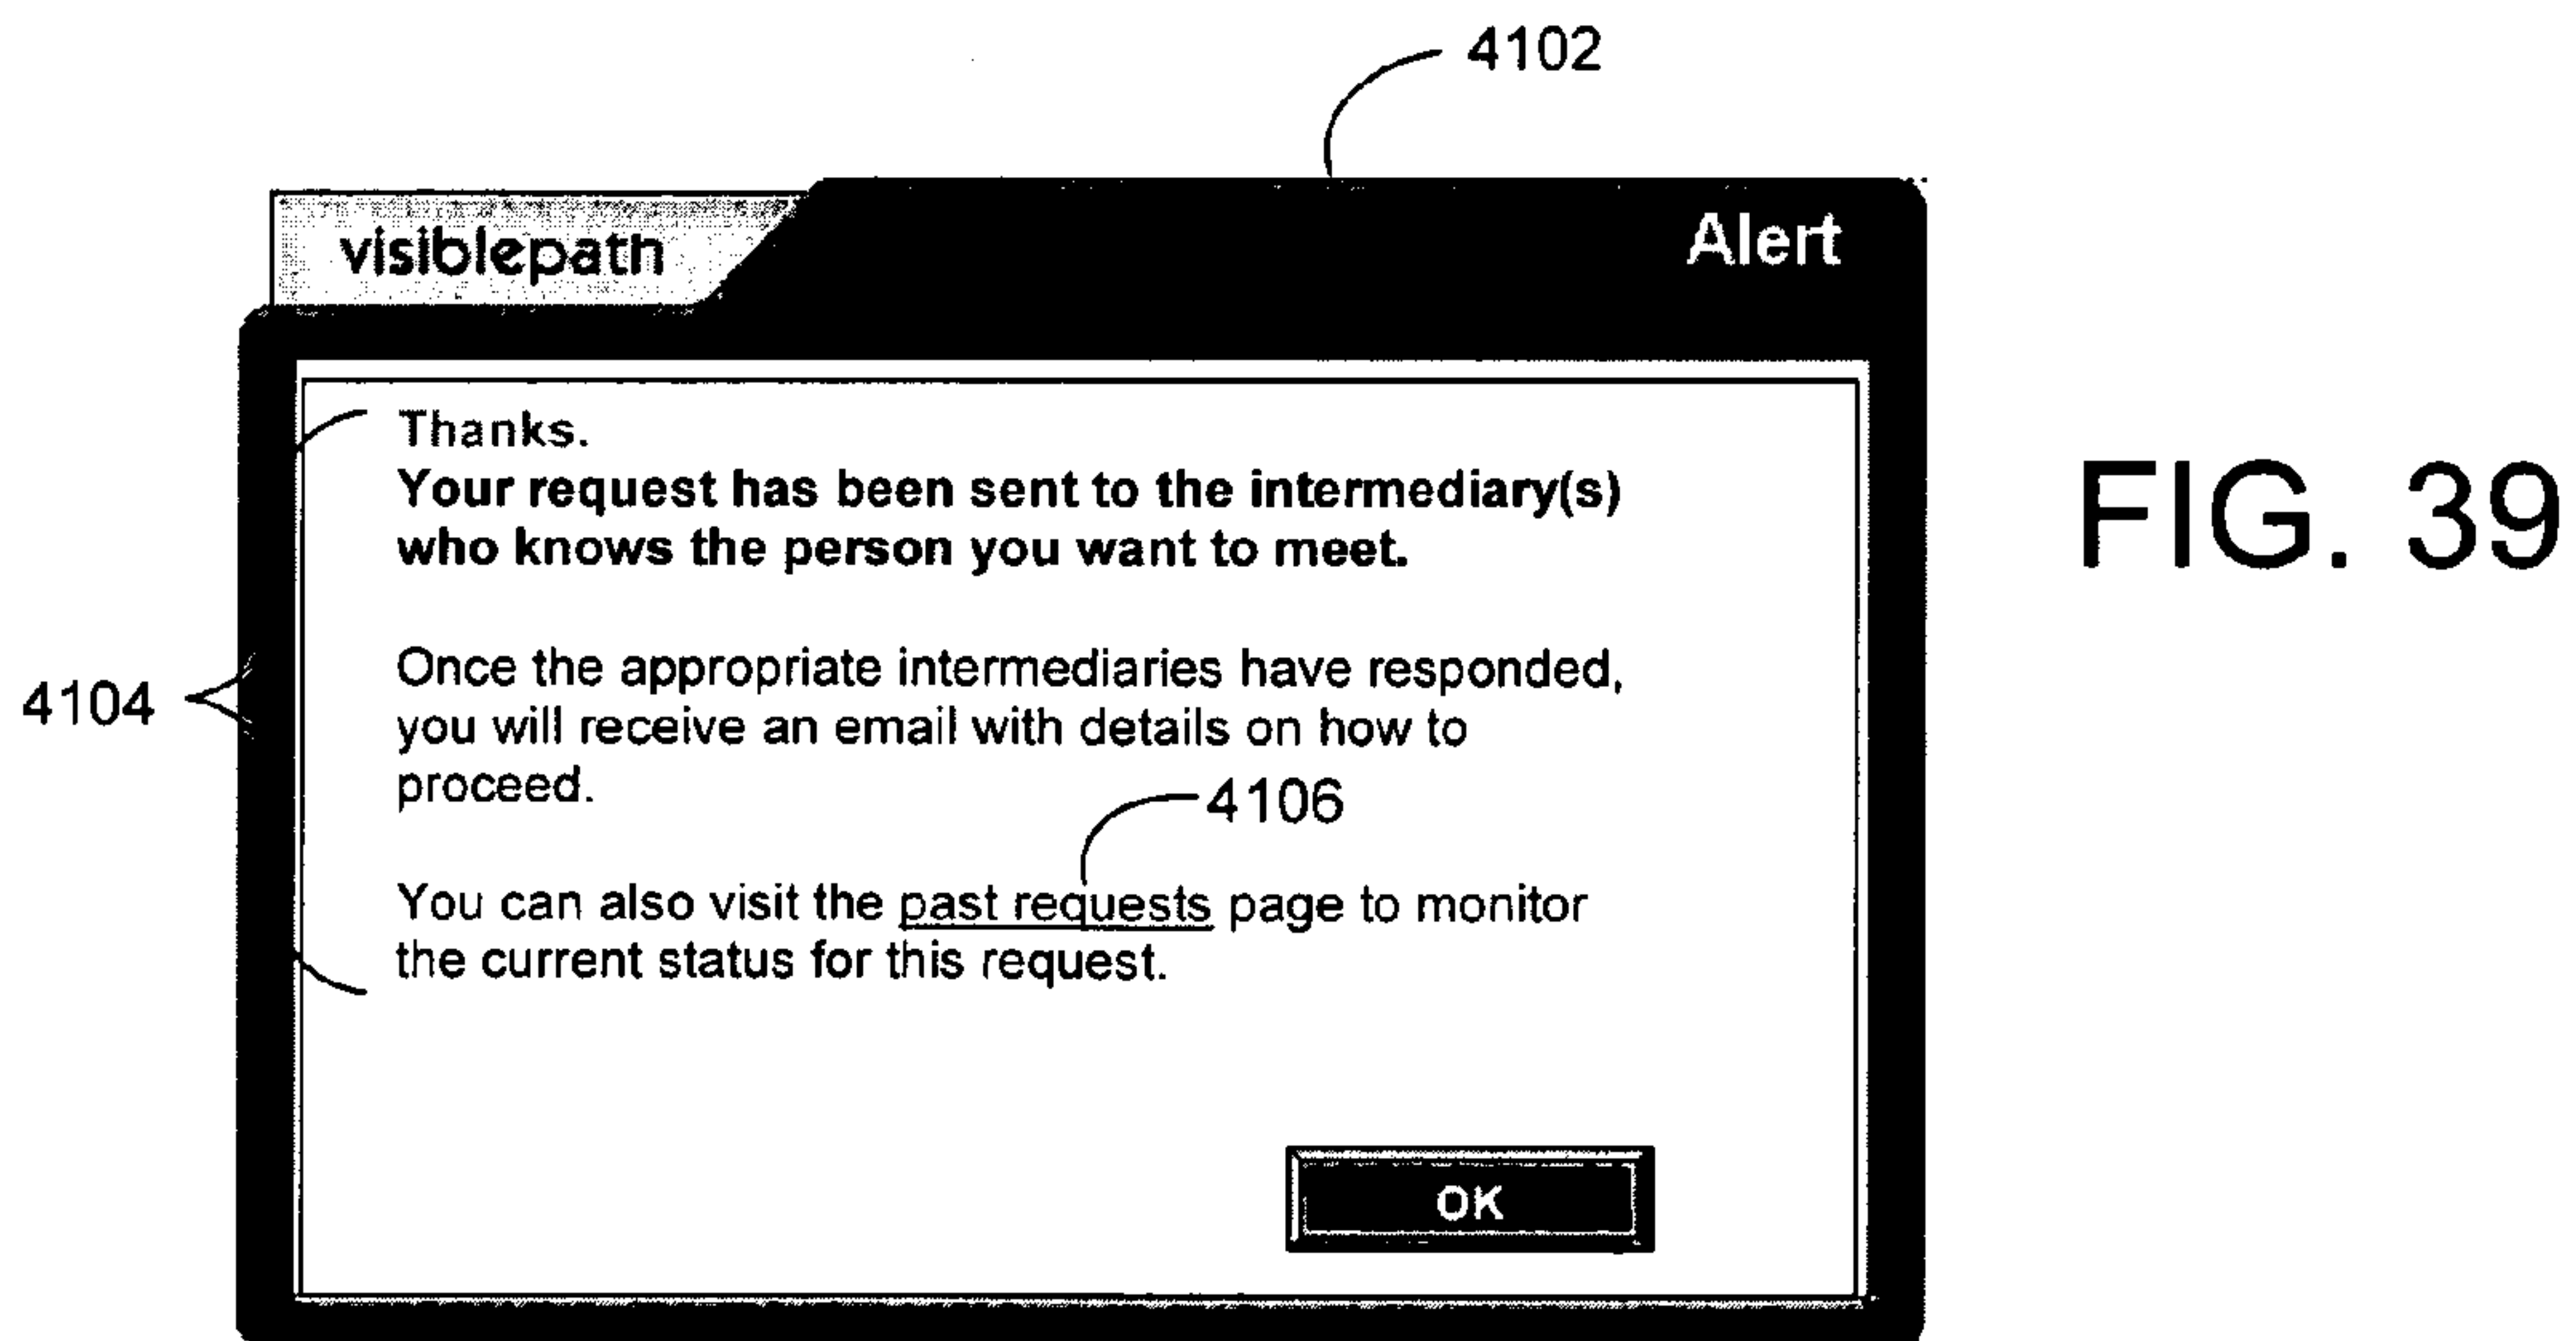 4102
visiblepath
Alert
Thanks.
Your request has been sent to the intermediary(s)
who knows the person you want to meet.
FIG. 39
Once the appropriate intermediaries have responded,
4104
you will receive an email with details on how to
proceed.
4106
You can also visit the past requests page to monitor
the current status for this request.
OK